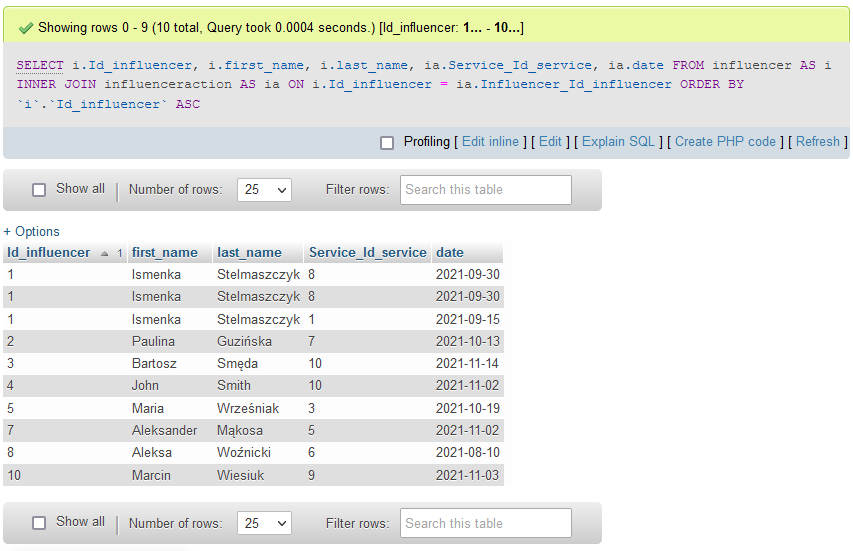 Showing rows 0 - 9 (10 total, Query took 0.0004 seconds.) [Id_influencer: 1... - 10...]
SELECT i.Id_influencer, i.first_name, i.last_name, ia.Service_Id_service, ia.date FROM influencer AS i
INNER JOIN influenceraction AS ia ON i.Id_influencer = ia.Influencer_Id_influencer ORDER BY
`i`.`Id_influencer` ASC
Profiling [ Edit inline ] [ Edit ] [ Explain SQL ] [ Create PHP code ] [ Refresh ]
Show all | Number of rows: 25 Filter rows: Search this table
+ Options
Id_influencer 1 first_name last_name Service_Id_service date
1 Ismenka Stelmaszczyk 8 2021-09-30
1 Ismenka Stelmaszczyk 8 2021-09-30
1 Ismenka Stelmaszczyk 1 2021-09-15
2 Paulina Guzińska 7 2021-10-13
3 Bartosz Smęda 10 2021-11-14
4 John Smith 10 2021-11-02
5 Maria Wrześniak 3 2021-10-19
7 Aleksander Mąkosa 5 2021-11-02
8 Aleksa Woźnicki 6 2021-08-10
10 Marcin Wiesiuk 9 2021-11-03
Show all | Number of rows: 25 Filter rows: Search this table